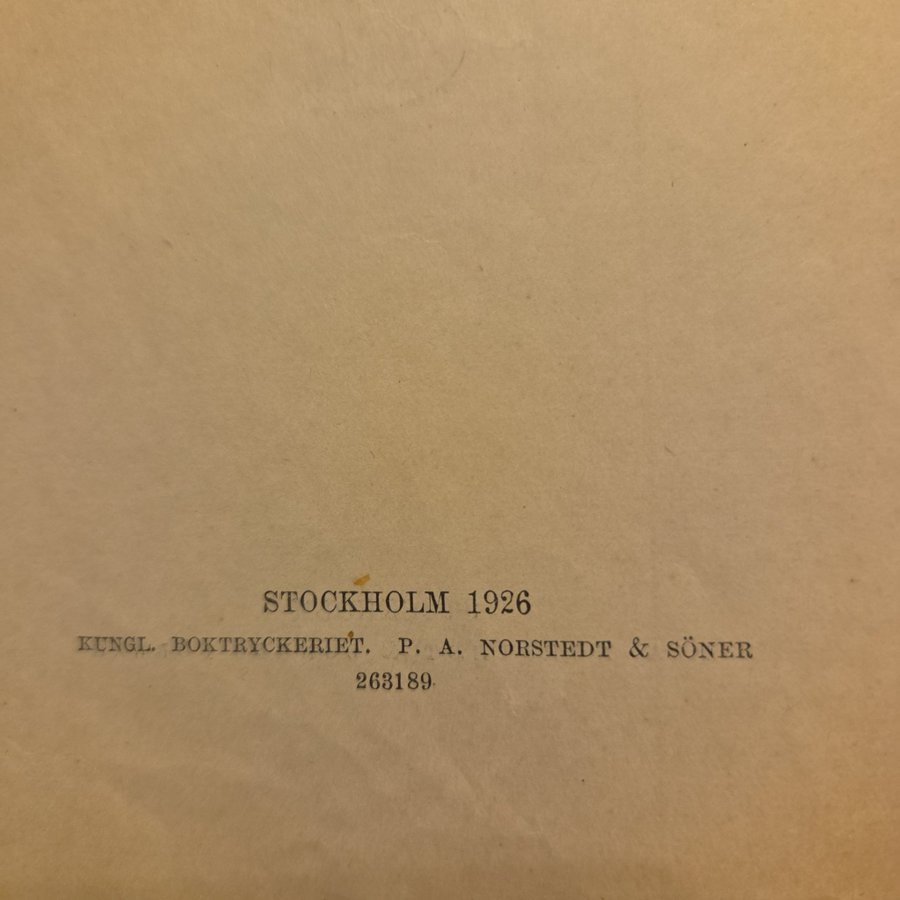 STOCKHOLM 1926
KUNGL. BOKTRYCKERIET. P. A. NORSTEDT & SÖNER
263189